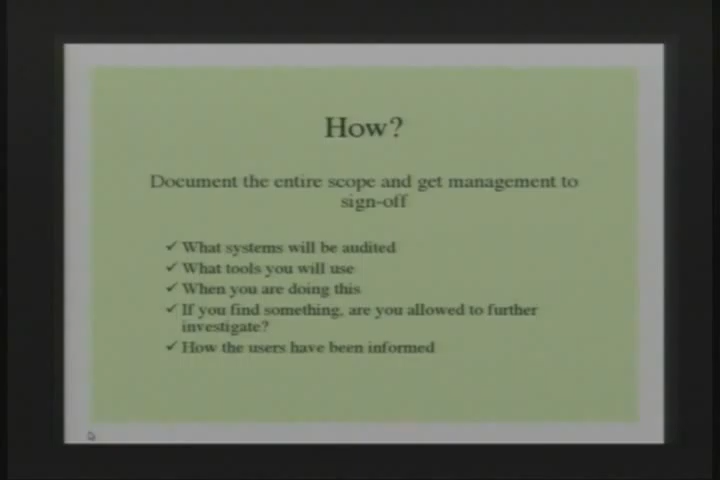 How?
Document the entire scope and get management to
sign-off
✓ What systems will be audited
✓ What tools you will use
✓ When you are doing this
✓ If you find something, are you allowed to further
investigate?
✓ How the users have been informed